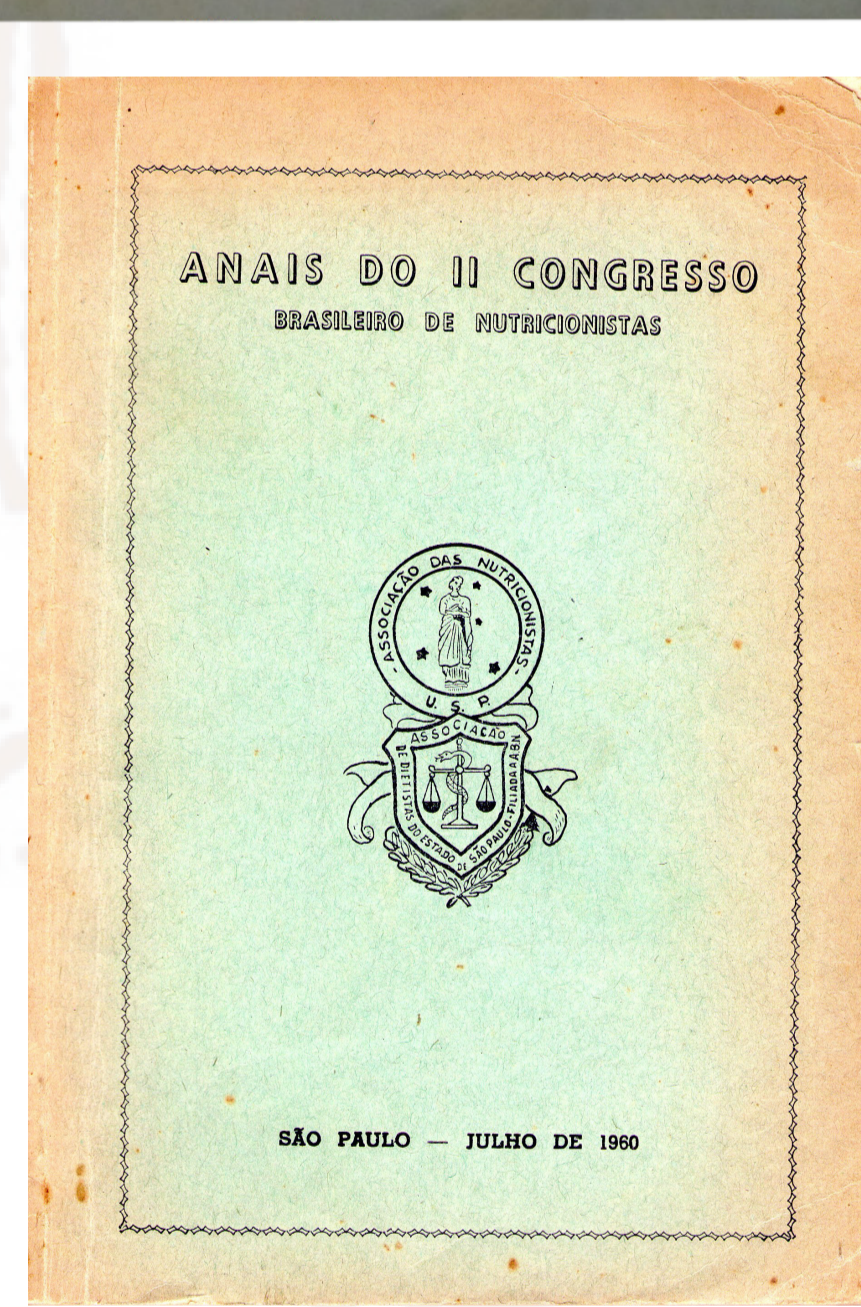 ANAIS DO II CONGRESSO
BRASILEIRO DE NUTRICIONISTAS
- ASSOCIAÇÃO DAS NUTRICIONISTAS -
U. S. P.
ASSOCIAÇÃO
DE DIETISTAS DO ESTADO DE SÃO PAULO - FILIADA A A.B.N.
SÃO PAULO — JULHO DE 1960